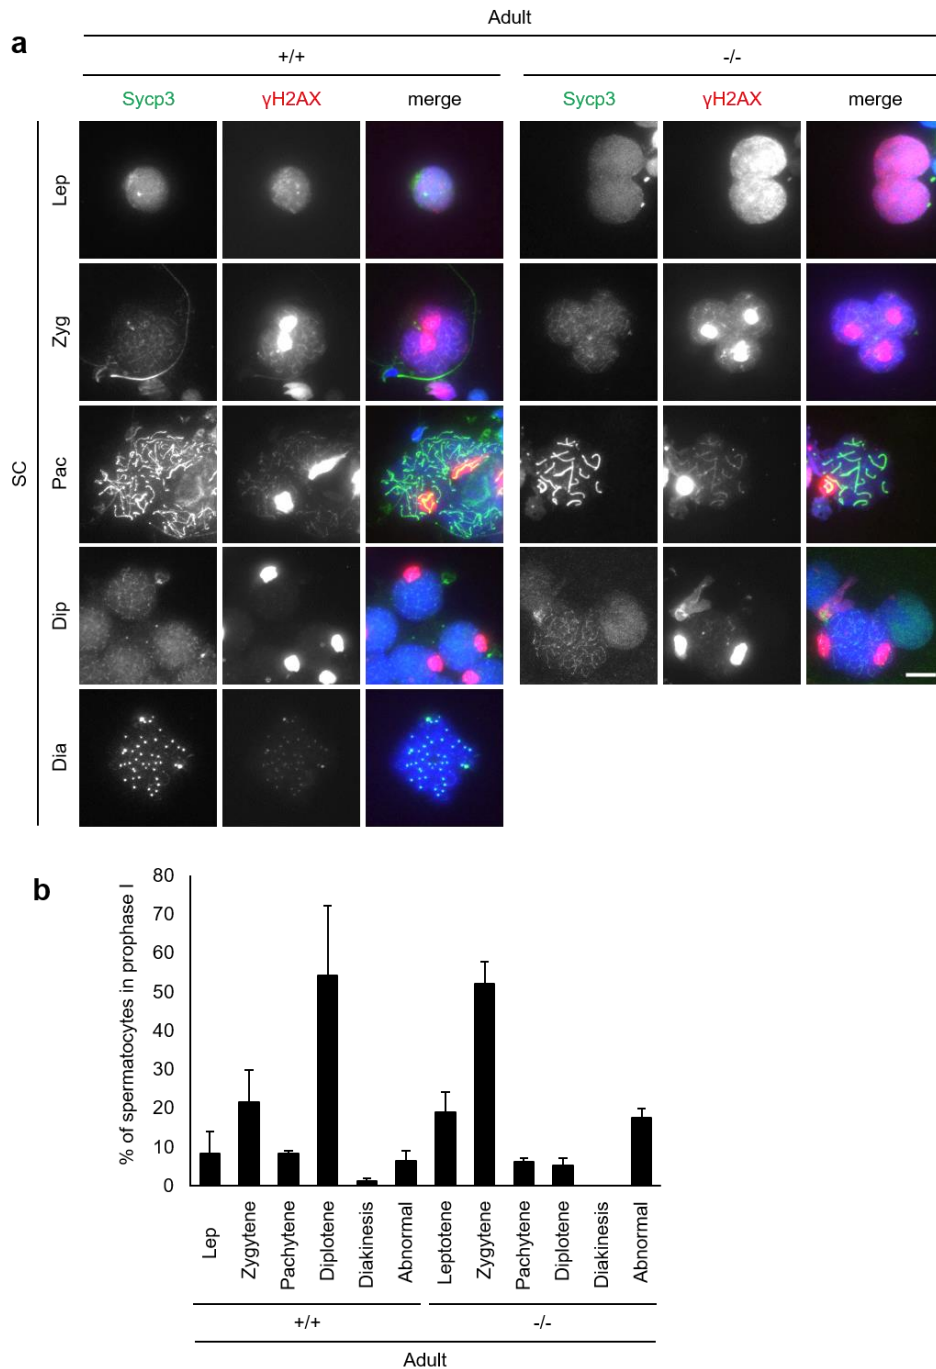 Adult
a
+/+ -/-
Sycp3 γH2AX merge Sycp3 γH2AX merge
SC
Lep
Zyg
Pac
Dip
Dia
b
% of spermatocytes in prophase I
80
70
60
50
40
30
20
10
0
Lep
Zygytene
Pachytene
Diplotene
Diakinesis
Abnormal
Leptotene
Zygytene
Pachytene
Diplotene
Diakinesis
Abnormal
+/+ -/-
Adult